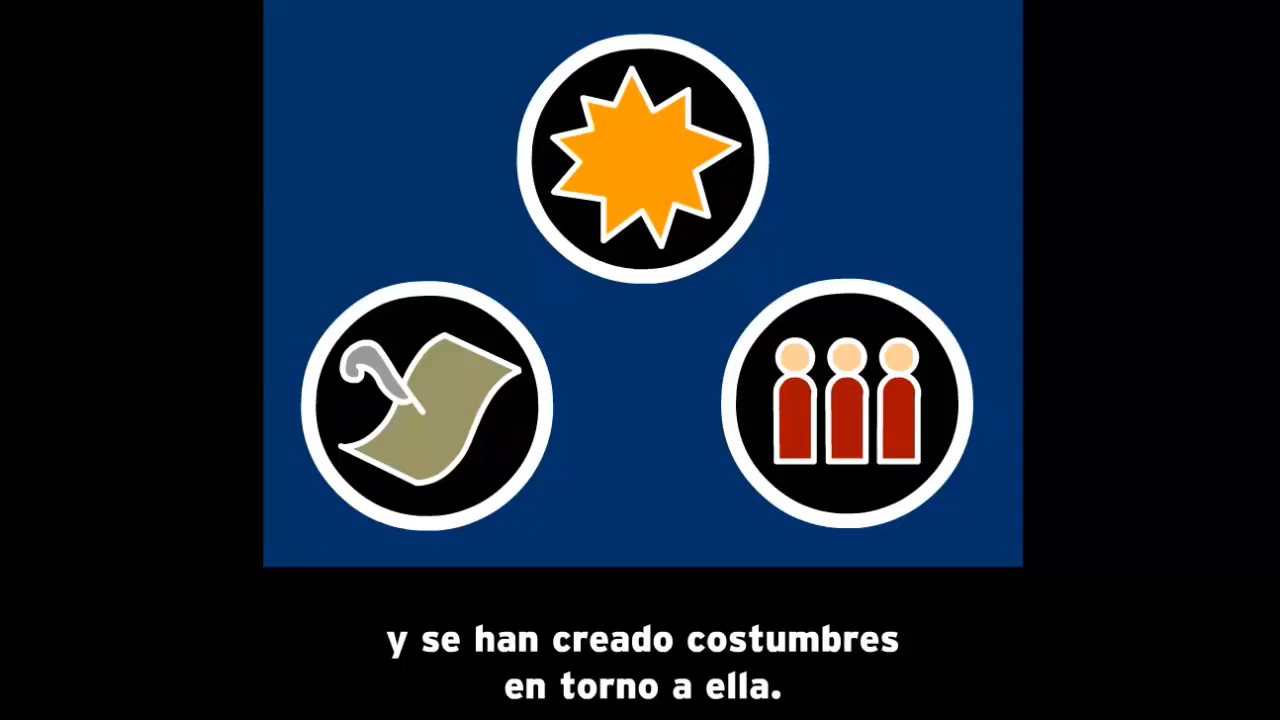 y se han creado costumbres
en torno a ella.